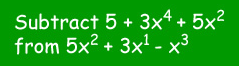 Subtract 5 + 3x⁴ + 5x²
from 5x² + 3x¹ - x³